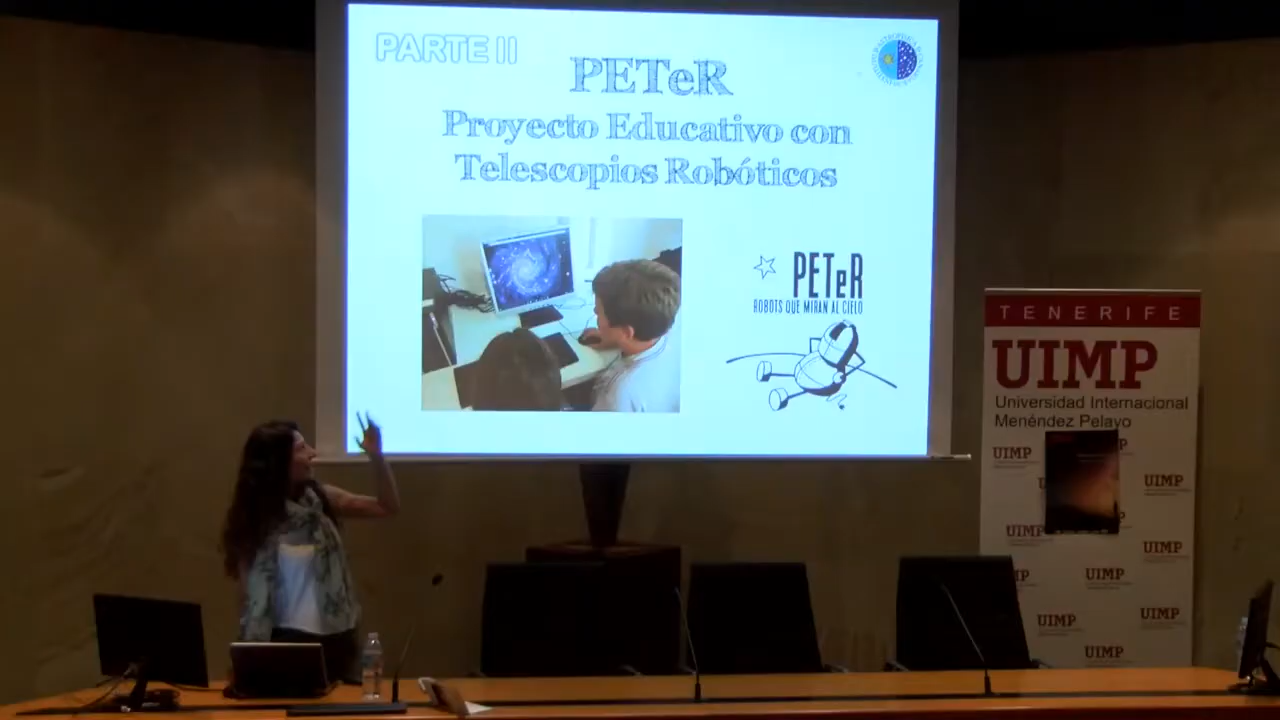 PARTE II
PETeR
Proyecto Educativo con
Telescopios Robóticos
PETeR
ROBOTS QUE MIRAN AL CIELO
TENERIFE
UIMP
Universidad Internacional
Menéndez Pelayo
UIMP
UIMP
UIMP
UIMP
UIMP
UIMP
UIMP
UIMP